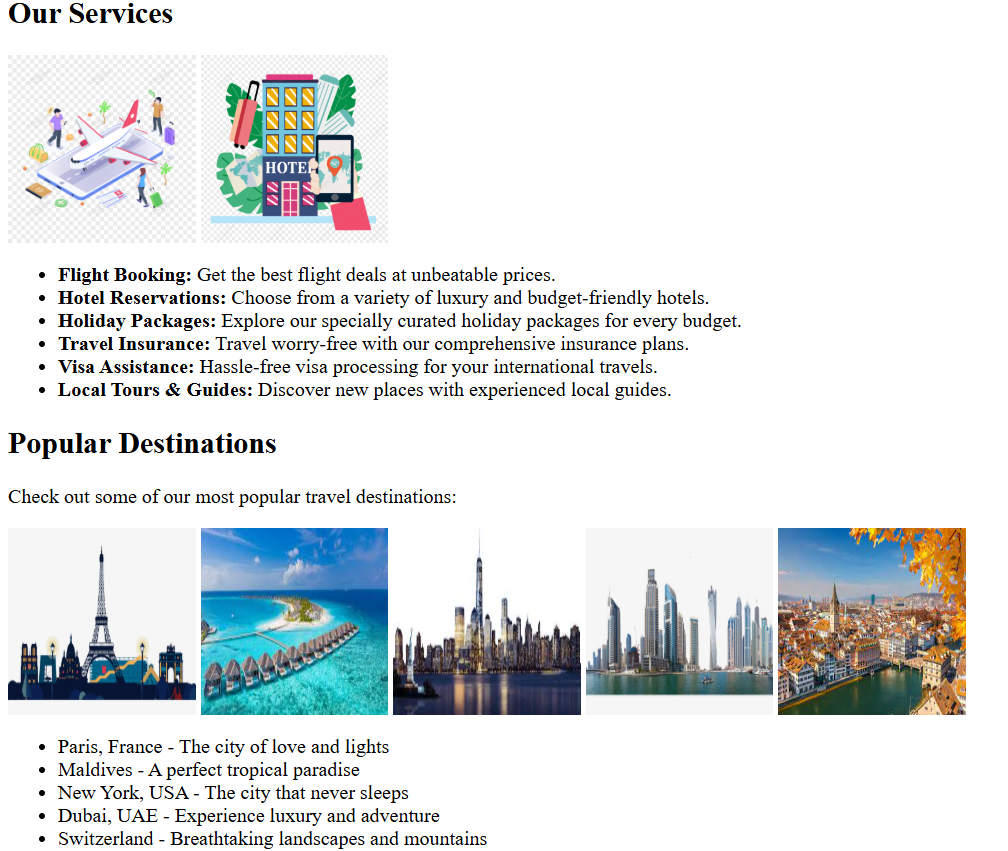 Our Services
HOTEL
Flight Booking: Get the best flight deals at unbeatable prices.
Hotel Reservations: Choose from a variety of luxury and budget-friendly hotels.
Holiday Packages: Explore our specially curated holiday packages for every budget.
Travel Insurance: Travel worry-free with our comprehensive insurance plans.
Visa Assistance: Hassle-free visa processing for your international travels.
Local Tours & Guides: Discover new places with experienced local guides.
Popular Destinations
Check out some of our most popular travel destinations:
Paris, France - The city of love and lights
Maldives - A perfect tropical paradise
New York, USA - The city that never sleeps
Dubai, UAE - Experience luxury and adventure
Switzerland - Breathtaking landscapes and mountains